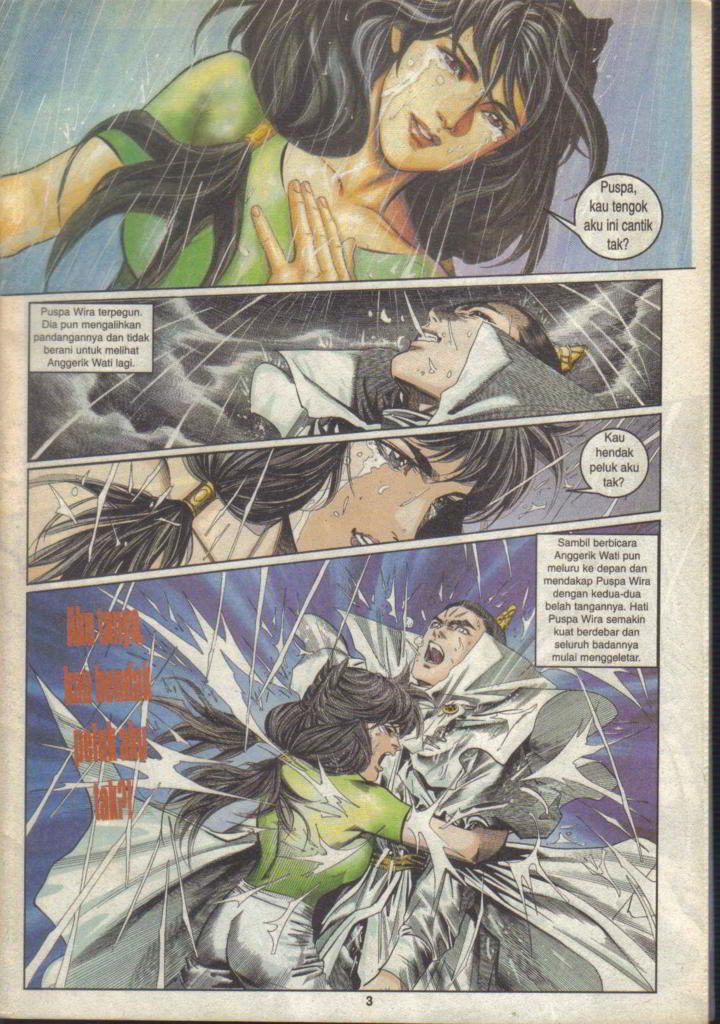 Puspa,
kau tengok
aku ini cantik
tak?
Puspa Wira terpegun.
Dia pun mengalihkan
pandangannya dan tidak
berani untuk melihat
Anggerik Wati lagi.
Kau
hendak
peluk aku
tak?
Sambil berbicara
Anggerik Wati pun
meluru ke depan dan
mendakap Puspa Wira
dengan kedua-dua
belah tangannya. Hati
Puspa Wira semakin
kuat berdebar dan
seluruh badannya
mulai menggeletar.
Aku tanya,
kau hendak
peluk aku
tak?!
3